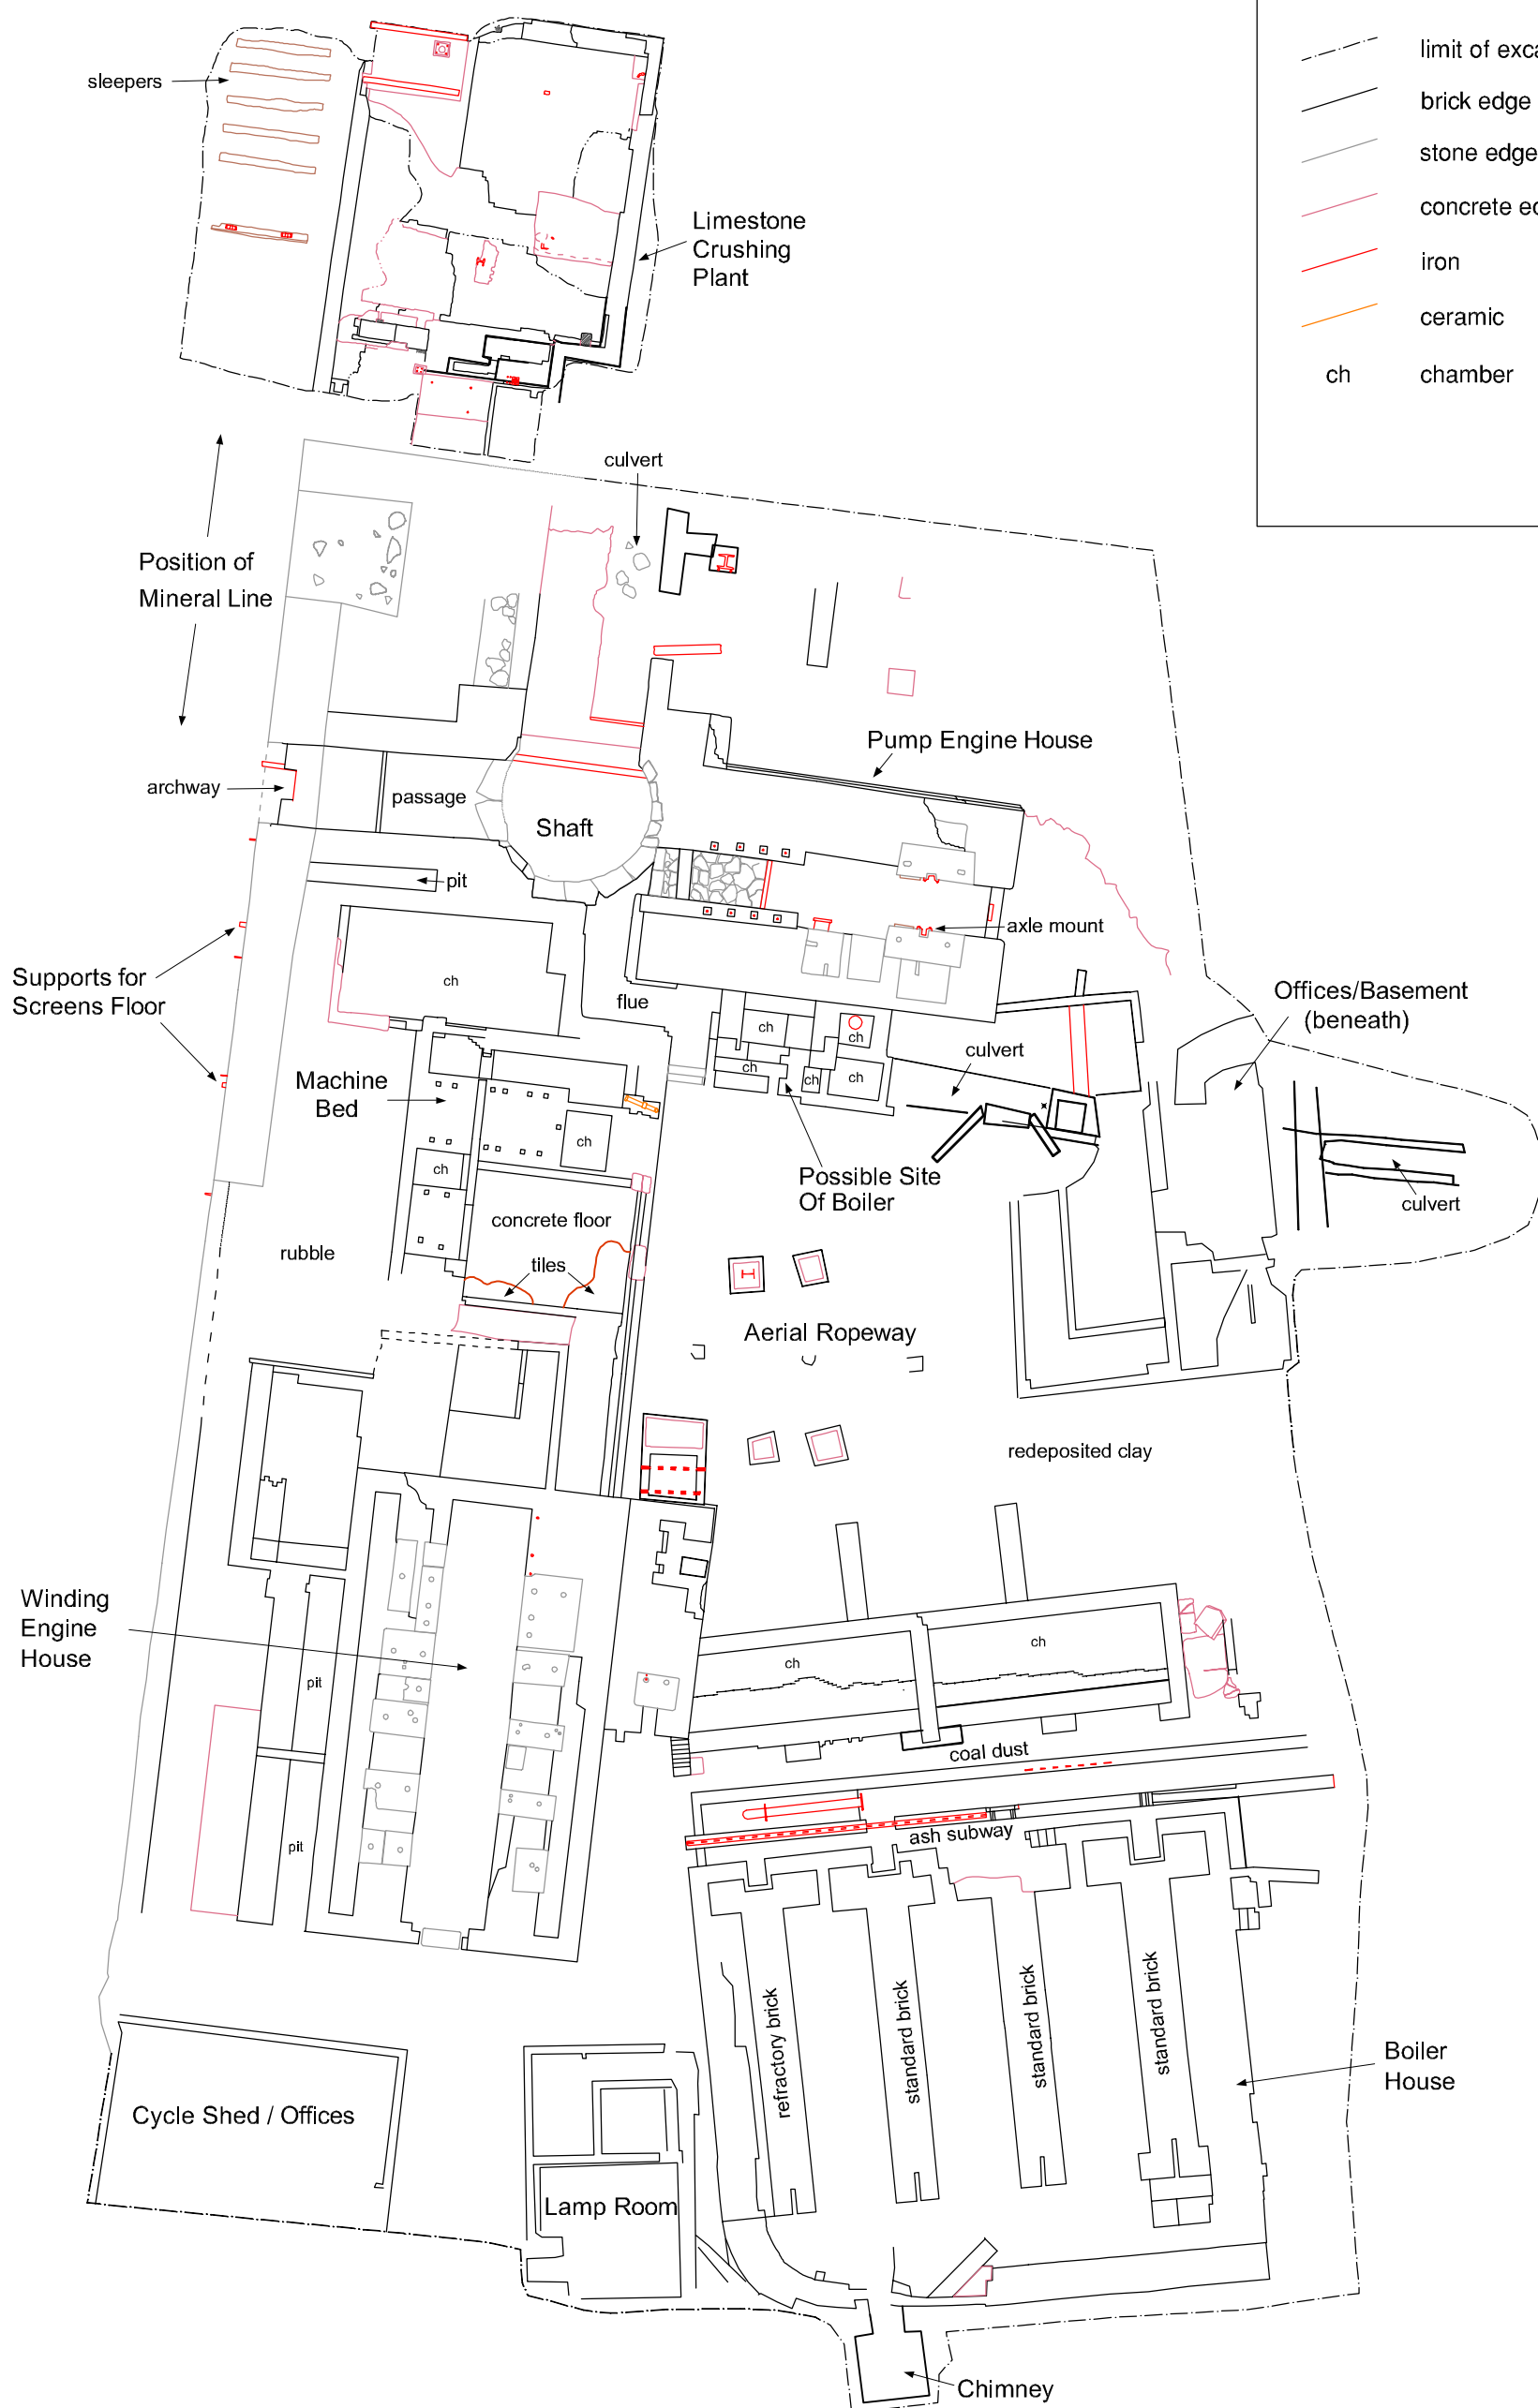 limit of exca
brick edge
stone edge
concrete ed
iron
ceramic
ch chamber
sleepers
Limestone
Crushing
Plant
culvert
Position of
Mineral Line
Pump Engine House
archway
passage
Shaft
pit
axle mount
Supports for
Screens Floor
ch
flue
Offices/Basement
(beneath)
ch
ch
culvert
ch
ch
ch
Machine
Bed
ch
ch
Possible Site
Of Boiler
culvert
concrete floor
rubble
tiles
Aerial Ropeway
redeposited clay
Winding
Engine
House
ch
ch
pit
coal dust
ash subway
pit
refractory brick
standard brick
standard brick
standard brick
Boiler
House
Cycle Shed / Offices
Lamp Room
Chimney